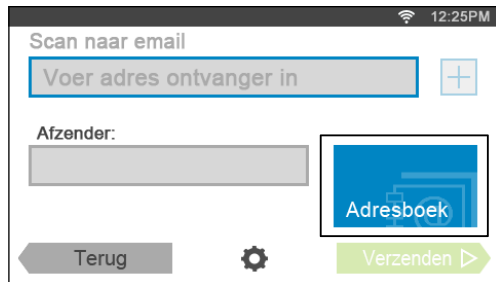 12:25PM
Scan naar email
Voer adres ontvanger in
Afzender:
Adresboek
Terug
Verzenden